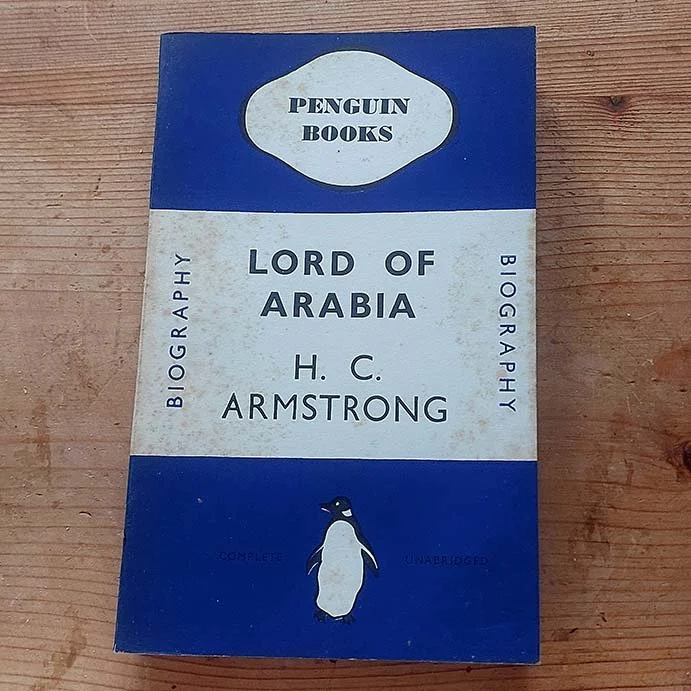 PENGUIN
BOOKS
BIOGRAPHY
LORD OF
ARABIA
H. C.
ARMSTRONG
BIOGRAPHY
COMPLETE UNABRIDGED